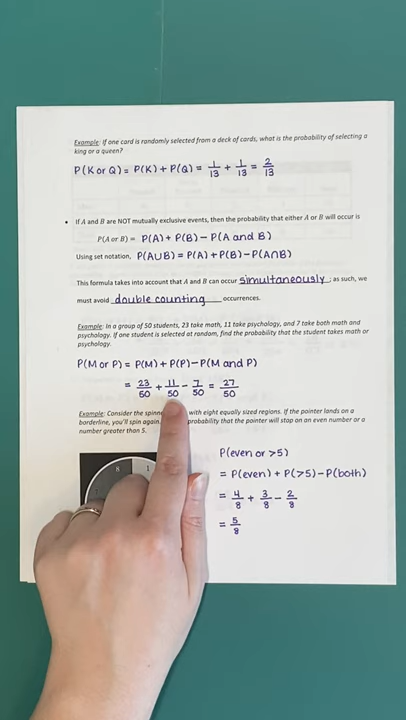 Example: If one card is randomly selected from a deck of cards, what is the probability of selecting a
king or a queen?
P(K or Q) = P(K) + P(Q) = 1/13 + 1/13 = 2/13
• If A and B are NOT mutually exclusive events, then the probability that either A or B will occur is
P(A or B) = P(A) + P(B) − P(A and B)
Using set notation, P(A∪B) = P(A) + P(B) − P(A∩B)
This formula takes into account that A and B can occur simultaneously; as such, we
must avoid double counting occurrences.
Example: In a group of 50 students, 23 take math, 11 take psychology, and 7 take both math and
psychology. If one student is selected at random, find the probability that the student takes math or
psychology.
P(M or P) = P(M) + P(P) − P(M and P)
= 23/50 + 11/50 − 7/50 = 27/50
Example: Consider the with eight equally sized regions. If the pointer lands on a
borderline, you'll spin again. probability that the pointer will stop on an even number or a
number greater than 5.
8 1
P(even or >5)
= P(even) + P(>5) − P(both)
= 4/8 + 3/8 − 2/8
= 5/8